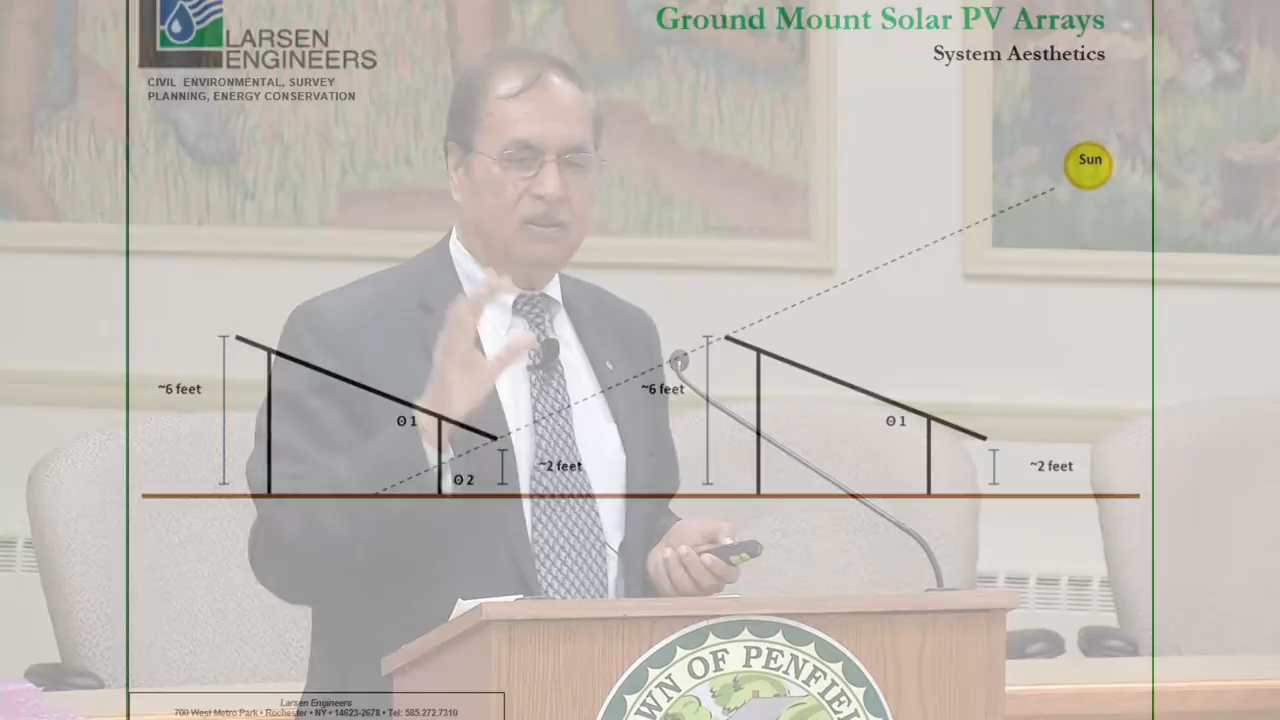 LARSEN
ENGINEERS
CIVIL ENVIRONMENTAL, SURVEY
PLANNING, ENERGY CONSERVATION
Ground Mount Solar PV Arrays
System Aesthetics
Sun
~6 feet
Θ 1
Θ 2
~2 feet
~6 feet
Θ 1
~2 feet
WN OF PENFIEL
Larsen Engineers
700 West Metro Park • Rochester • NY • 14623-2678 • Tel: 585.272.7310